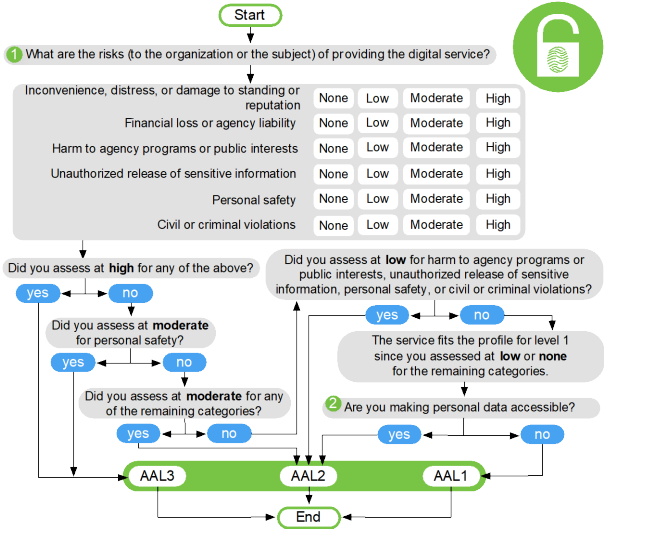 Start
1 What are the risks (to the organization or the subject) of providing the digital service?
Inconvenience, distress, or damage to standing or
reputation None Low Moderate High
Financial loss or agency liability None Low Moderate High
Harm to agency programs or public interests None Low Moderate High
Unauthorized release of sensitive information None Low Moderate High
Personal safety None Low Moderate High
Civil or criminal violations None Low Moderate High
Did you assess at high for any of the above?
yes no
Did you assess at moderate
for personal safety?
yes no
Did you assess at moderate for any
of the remaining categories?
yes no
Did you assess at low for harm to agency programs or
public interests, unauthorized release of sensitive
information, personal safety, or civil or criminal violations?
yes no
The service fits the profile for level 1
since you assessed at low or none
for the remaining categories.
2 Are you making personal data accessible?
yes no
AAL3 AAL2 AAL1
End